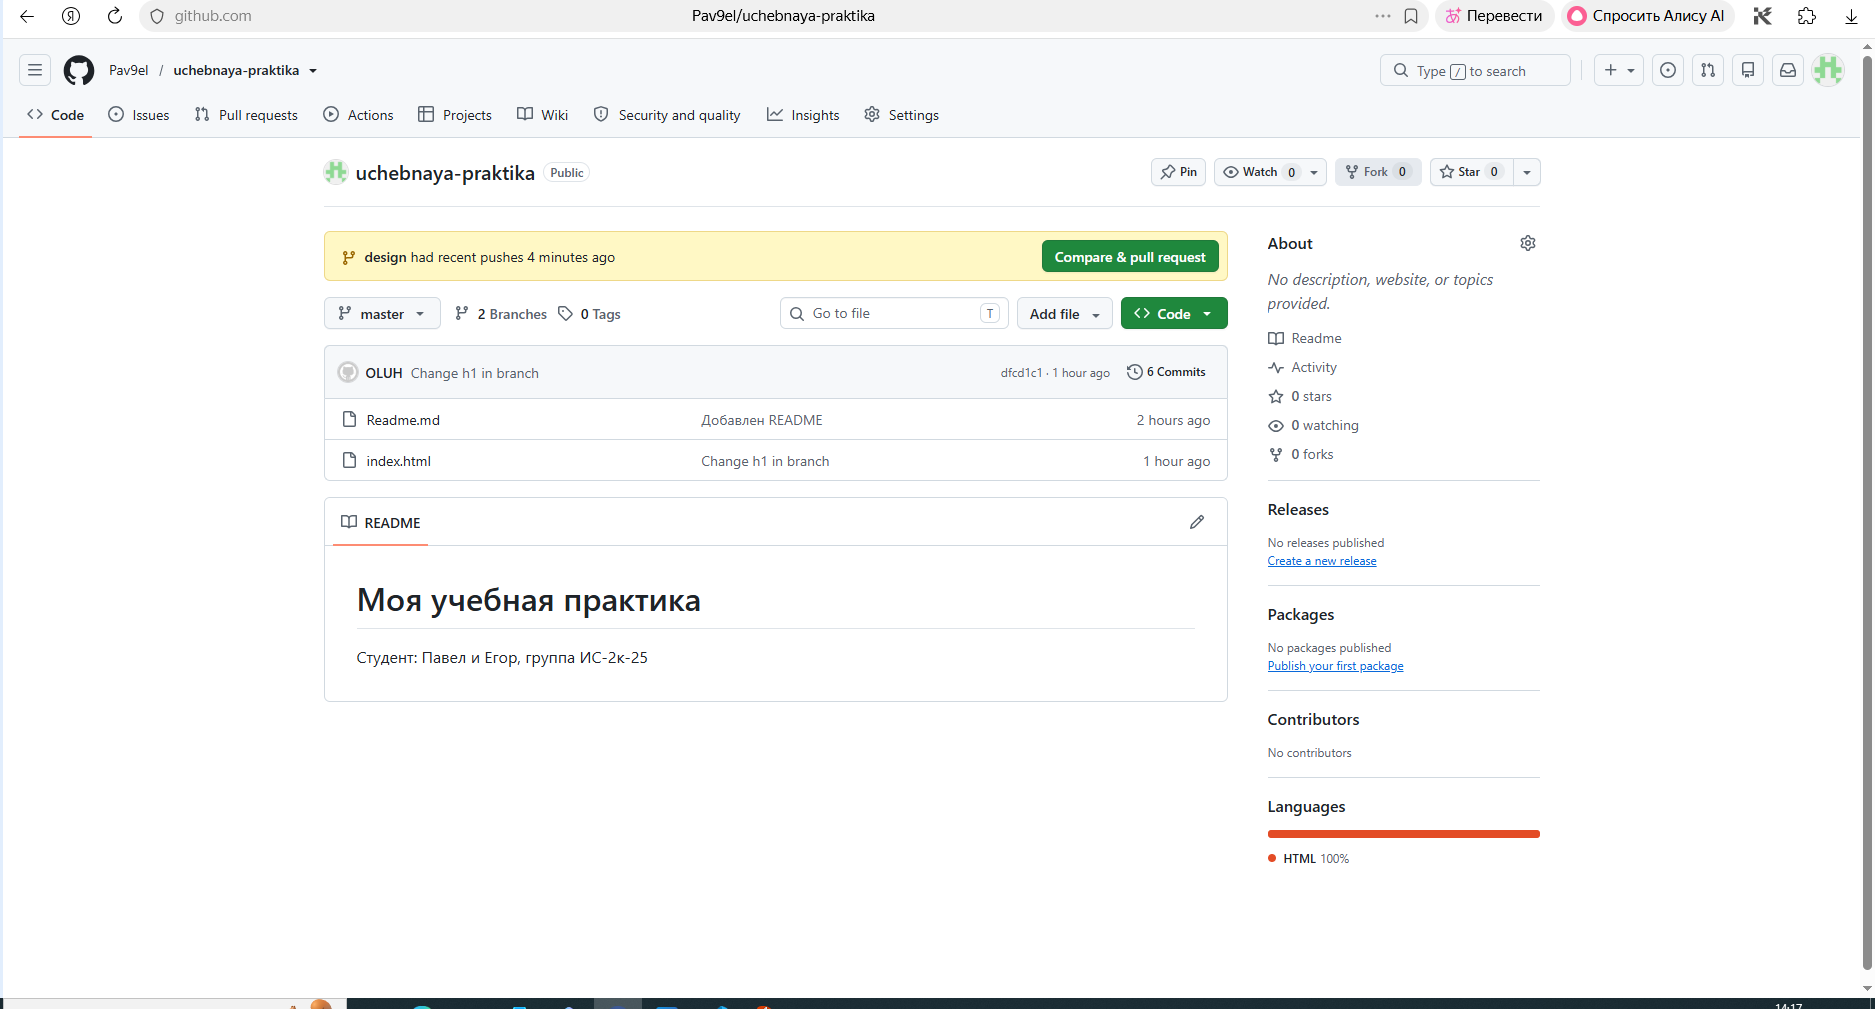 github.com
Pav9el/uchebnaya-praktika
Перевести
Спросить Алису AI
Pav9el / uchebnaya-praktika
Type / to search
Code
Issues
Pull requests
Actions
Projects
Wiki
Security and quality
Insights
Settings
uchebnaya-praktika Public
Pin
Watch 0
Fork 0
Star 0
design had recent pushes 4 minutes ago
Compare & pull request
master
2 Branches
0 Tags
Go to file T
Add file
Code
OLUH Change h1 in branch
dfcd1c1 · 1 hour ago
6 Commits
Readme.md Добавлен README 2 hours ago
index.html Change h1 in branch 1 hour ago
README
Моя учебная практика
Студент: Павел и Егор, группа ИС-2к-25
About
No description, website, or topics
provided.
Readme
Activity
0 stars
0 watching
0 forks
Releases
No releases published
Create a new release
Packages
No packages published
Publish your first package
Contributors
No contributors
Languages
HTML 100%
14:17